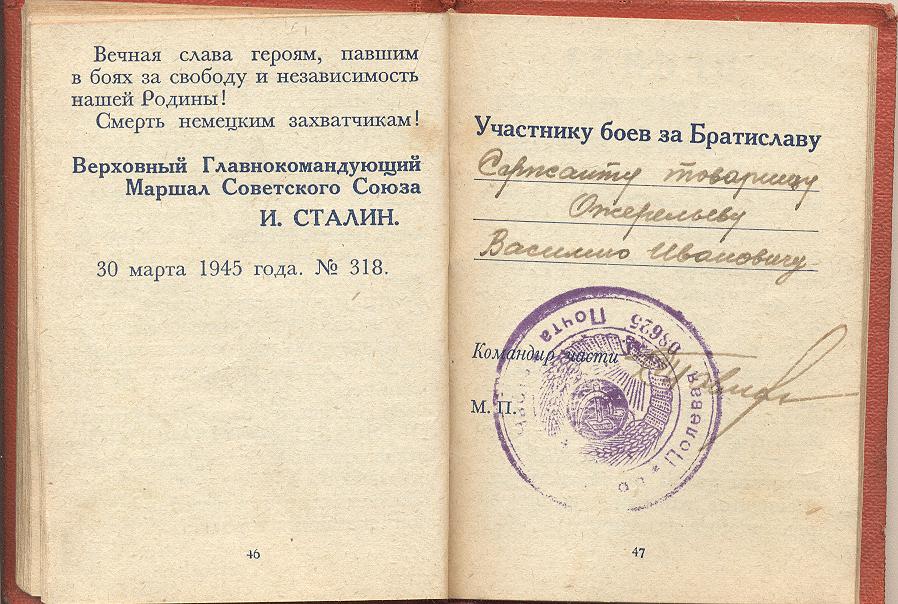 Вечная слава героям, павшим
в боях за свободу и независимость
нашей Родины!
Смерть немецким захватчикам!
Верховный Главнокомандующий
Маршал Советского Союза
И. СТАЛИН.
30 марта 1945 года. № 318.
46
Участнику боев за Братиславу
Сержанту товарищу
Ожерельеву
Василию Ивановичу
Командир части
М. П.
Полевая Почта
08625
47